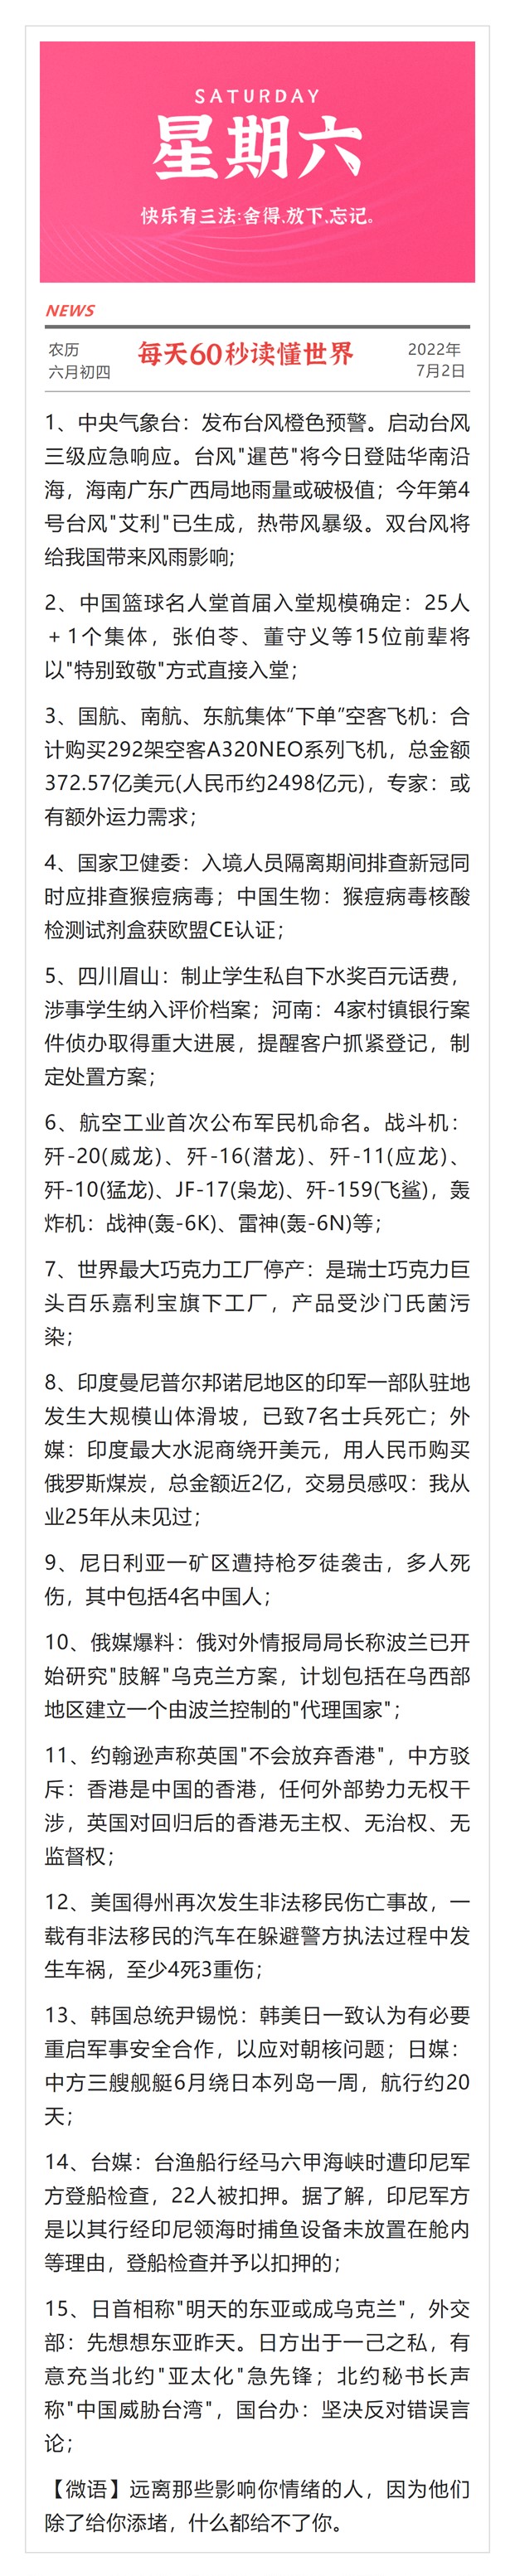 SATURDAY
星期六
快乐有三法:舍得、放下、忘记。
NEWS
农历
六月初四
每天60秒读懂世界
2022年
7月2日
1、中央气象台：发布台风橙色预警。启动台风
三级应急响应。台风"暹芭"将今日登陆华南沿
海，海南广东广西局地雨量或破极值；今年第4
号台风"艾利"已生成，热带风暴级。双台风将
给我国带来风雨影响;
2、中国篮球名人堂首届入堂规模确定：25人
＋1个集体，张伯苓、董守义等15位前辈将
以"特别致敬"方式直接入堂；
3、国航、南航、东航集体“下单”空客飞机：合
计购买292架空客A320NEO系列飞机，总金额
372.57亿美元(人民币约2498亿元)，专家：或
有额外运力需求；
4、国家卫健委：入境人员隔离期间排查新冠同
时应排查猴痘病毒；中国生物：猴痘病毒核酸
检测试剂盒获欧盟CE认证；
5、四川眉山：制止学生私自下水奖百元话费，
涉事学生纳入评价档案；河南：4家村镇银行案
件侦办取得重大进展，提醒客户抓紧登记，制
定处置方案；
6、航空工业首次公布军民机命名。战斗机：
歼-20(威龙)、歼-16(潜龙)、歼-11(应龙)、
歼-10(猛龙)、JF-17(枭龙)、歼-159(飞鲨)，轰
炸机：战神(轰-6K)、雷神(轰-6N)等；
7、世界最大巧克力工厂停产：是瑞士巧克力巨
头百乐嘉利宝旗下工厂，产品受沙门氏菌污
染；
8、印度曼尼普尔邦诺尼地区的印军一部队驻地
发生大规模山体滑坡，已致7名士兵死亡；外
媒：印度最大水泥商绕开美元，用人民币购买
俄罗斯煤炭，总金额近2亿，交易员感叹：我从
业25年从未见过；
9、尼日利亚一矿区遭持枪歹徒袭击，多人死
伤，其中包括4名中国人；
10、俄媒爆料：俄对外情报局局长称波兰已开
始研究"肢解"乌克兰方案，计划包括在乌西部
地区建立一个由波兰控制的"代理国家"；
11、约翰逊声称英国"不会放弃香港"，中方驳
斥：香港是中国的香港，任何外部势力无权干
涉，英国对回归后的香港无主权、无治权、无
监督权；
12、美国得州再次发生非法移民伤亡事故，一
载有非法移民的汽车在躲避警方执法过程中发
生车祸，至少4死3重伤；
13、韩国总统尹锡悦：韩美日一致认为有必要
重启军事安全合作，以应对朝核问题；日媒：
中方三艘舰艇6月绕日本列岛一周，航行约20
天；
14、台媒：台渔船行经马六甲海峡时遭印尼军
方登船检查，22人被扣押。据了解，印尼军方
是以其行经印尼领海时捕鱼设备未放置在舱内
等理由，登船检查并予以扣押的；
15、日首相称"明天的东亚或成乌克兰"，外交
部：先想想东亚昨天。日方出于一己之私，有
意充当北约"亚太化"急先锋；北约秘书长声
称"中国威胁台湾"，国台办：坚决反对错误言
论；
【微语】远离那些影响你情绪的人，因为他们
除了给你添堵，什么都给不了你。